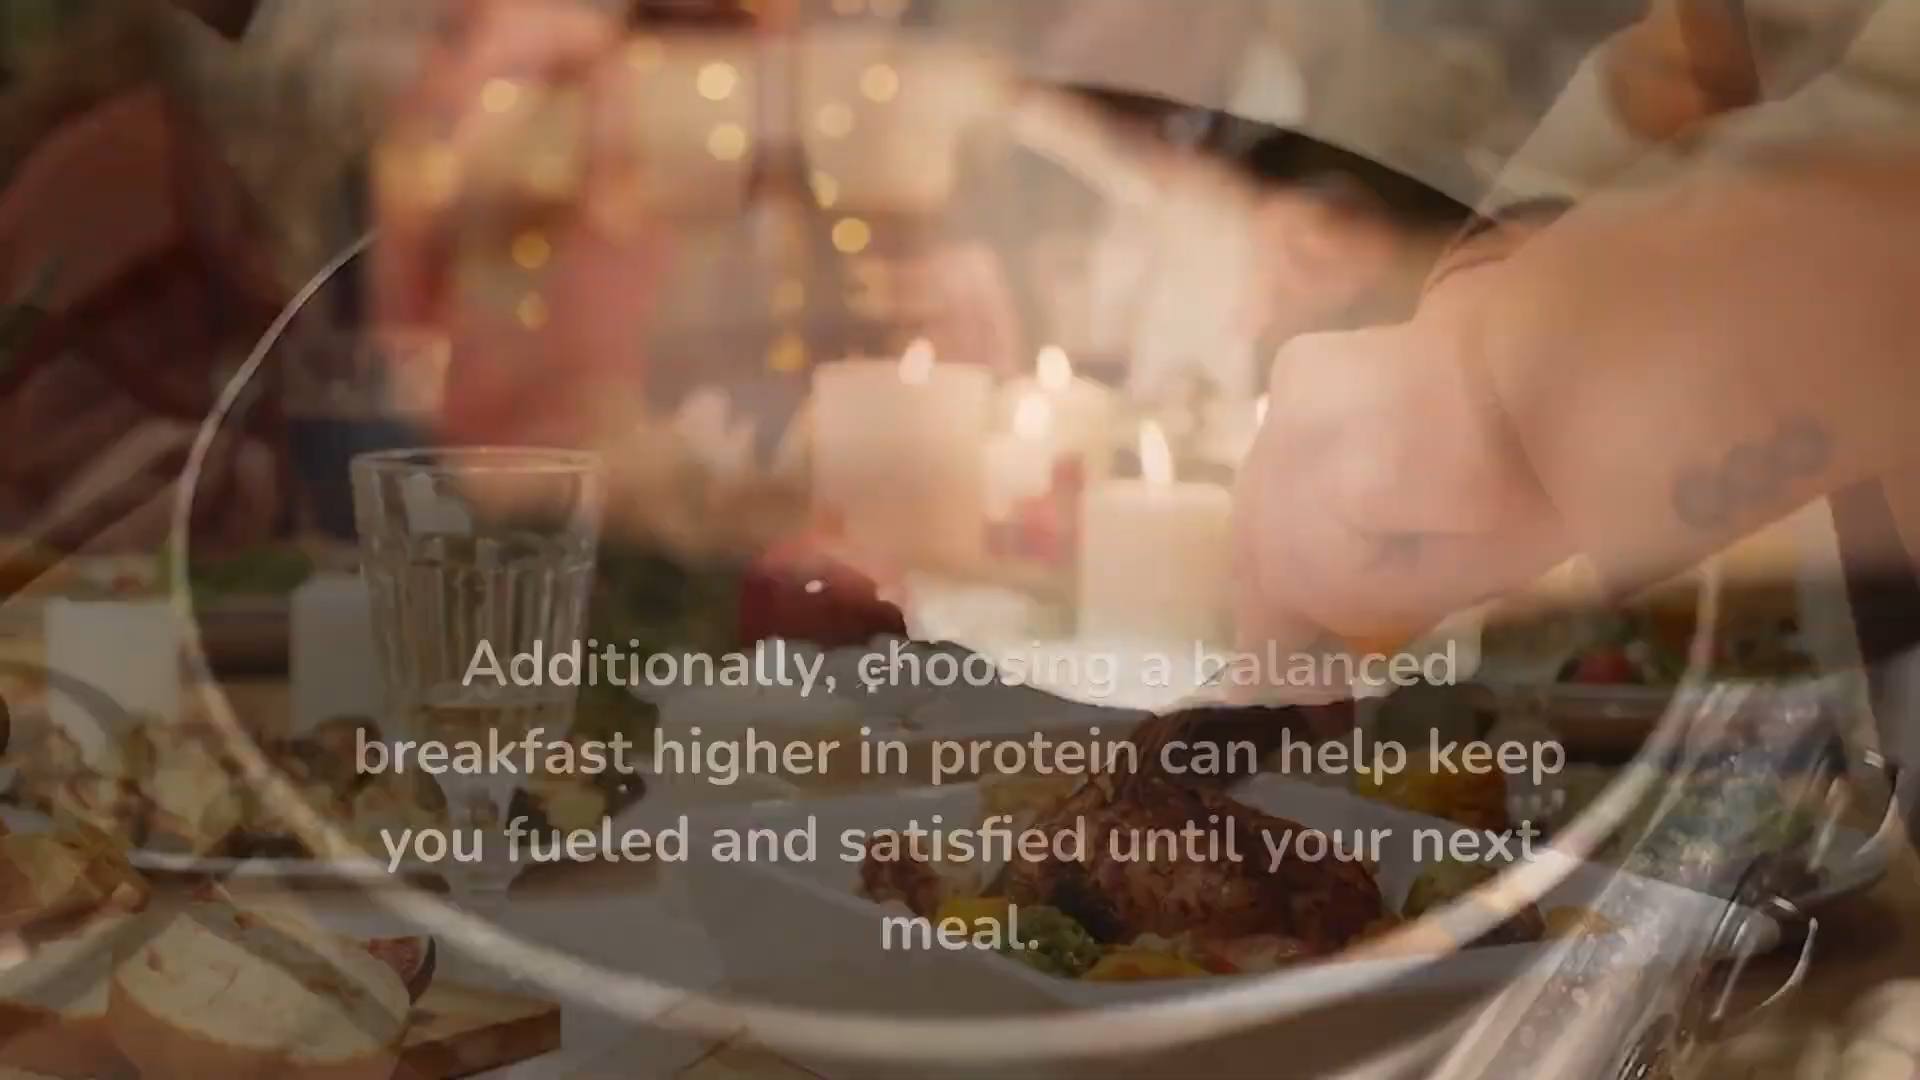 Additionally, choosing a balanced
breakfast higher in protein can help keep
you fueled and satisfied until your next
meal.